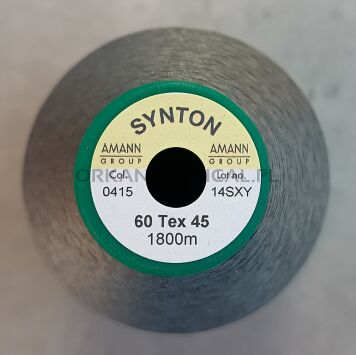 SYNTON
AMANN AMANN
GROUP GROUP
Col. Lot no.
0415 14SXY
60 Tex 45
1800m